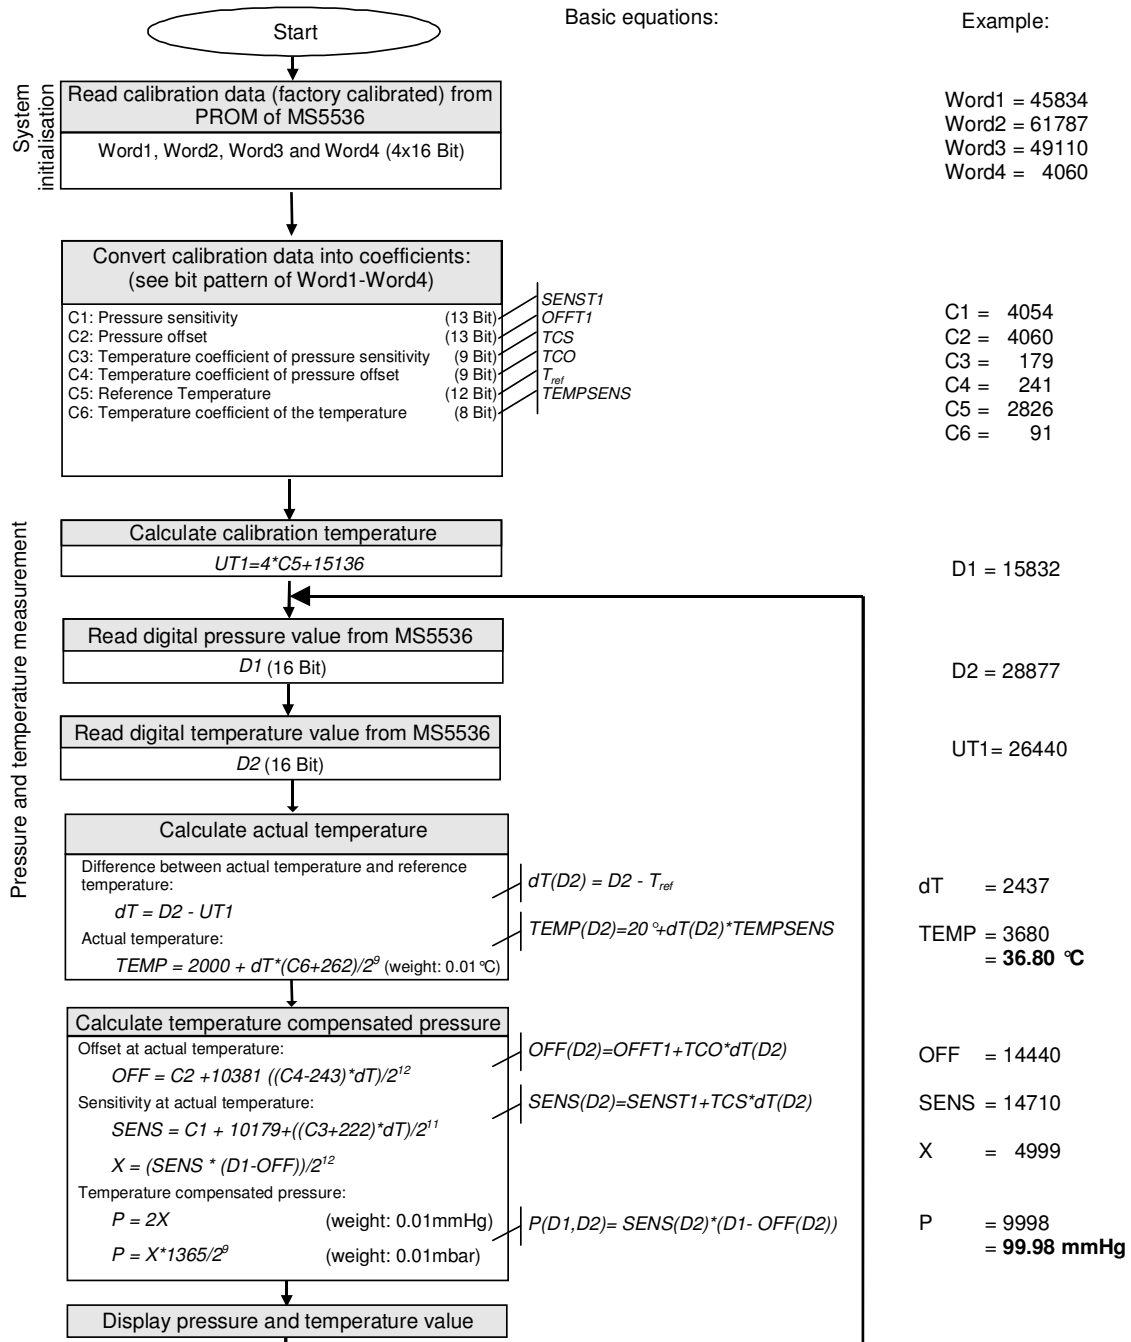 Start
Basic equations:
Example:
System
initialisation
Read calibration data (factory calibrated) from
PROM of MS5536
Word1, Word2, Word3 and Word4 (4x16 Bit)
Word1 = 45834
Word2 = 61787
Word3 = 49110
Word4 = 4060
Convert calibration data into coefficients:
(see bit pattern of Word1-Word4)
C1: Pressure sensitivity (13 Bit)
C2: Pressure offset (13 Bit)
C3: Temperature coefficient of pressure sensitivity (9 Bit)
C4: Temperature coefficient of pressure offset (9 Bit)
C5: Reference Temperature (12 Bit)
C6: Temperature coefficient of the temperature (8 Bit)
SENST1
OFFT1
TCS
TCO
T_ref
TEMPSENS
C1 = 4054
C2 = 4060
C3 = 179
C4 = 241
C5 = 2826
C6 = 91
Pressure and temperature measurement
Calculate calibration temperature
UT1=4*C5+15136
D1 = 15832
Read digital pressure value from MS5536
D1 (16 Bit)
D2 = 28877
Read digital temperature value from MS5536
D2 (16 Bit)
UT1= 26440
Calculate actual temperature
Difference between actual temperature and reference
temperature:
dT = D2 - UT1
Actual temperature:
TEMP = 2000 + dT*(C6+262)/2⁹ (weight: 0.01°C)
dT(D2) = D2 - T_ref
TEMP(D2)=20°+dT(D2)*TEMPSENS
dT = 2437
TEMP = 3680
= 36.80 °C
Calculate temperature compensated pressure
Offset at actual temperature:
OFF = C2 +10381 ((C4-243)*dT)/2¹²
Sensitivity at actual temperature:
SENS = C1 + 10179+((C3+222)*dT)/2¹¹
X = (SENS * (D1-OFF))/2¹²
Temperature compensated pressure:
P = 2X (weight: 0.01mmHg)
P = X*1365/2⁹ (weight: 0.01mbar)
OFF(D2)=OFFT1+TCO*dT(D2)
SENS(D2)=SENST1+TCS*dT(D2)
P(D1,D2)= SENS(D2)*(D1- OFF(D2))
OFF = 14440
SENS = 14710
X = 4999
P = 9998
= 99.98 mmHg
Display pressure and temperature value